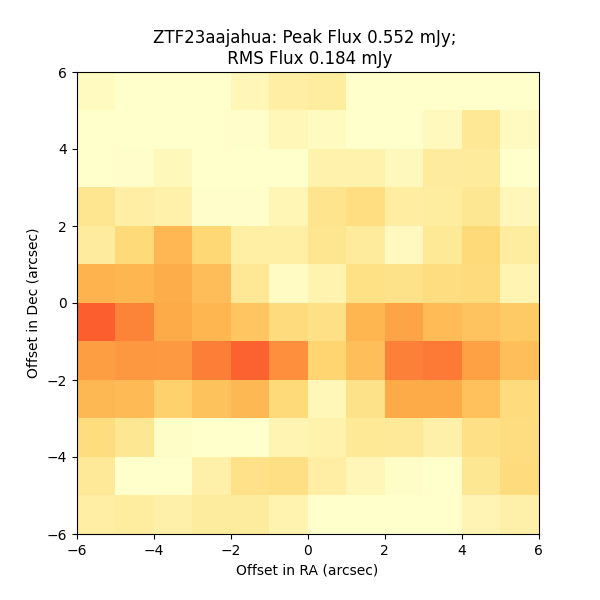 ZTF23aajahua: Peak Flux 0.552 mJy;
RMS Flux 0.184 mJy
6
4
2
0
−2
−4
−6
Offset in Dec (arcsec)
−6 −4 −2 0 2 4 6
Offset in RA (arcsec)